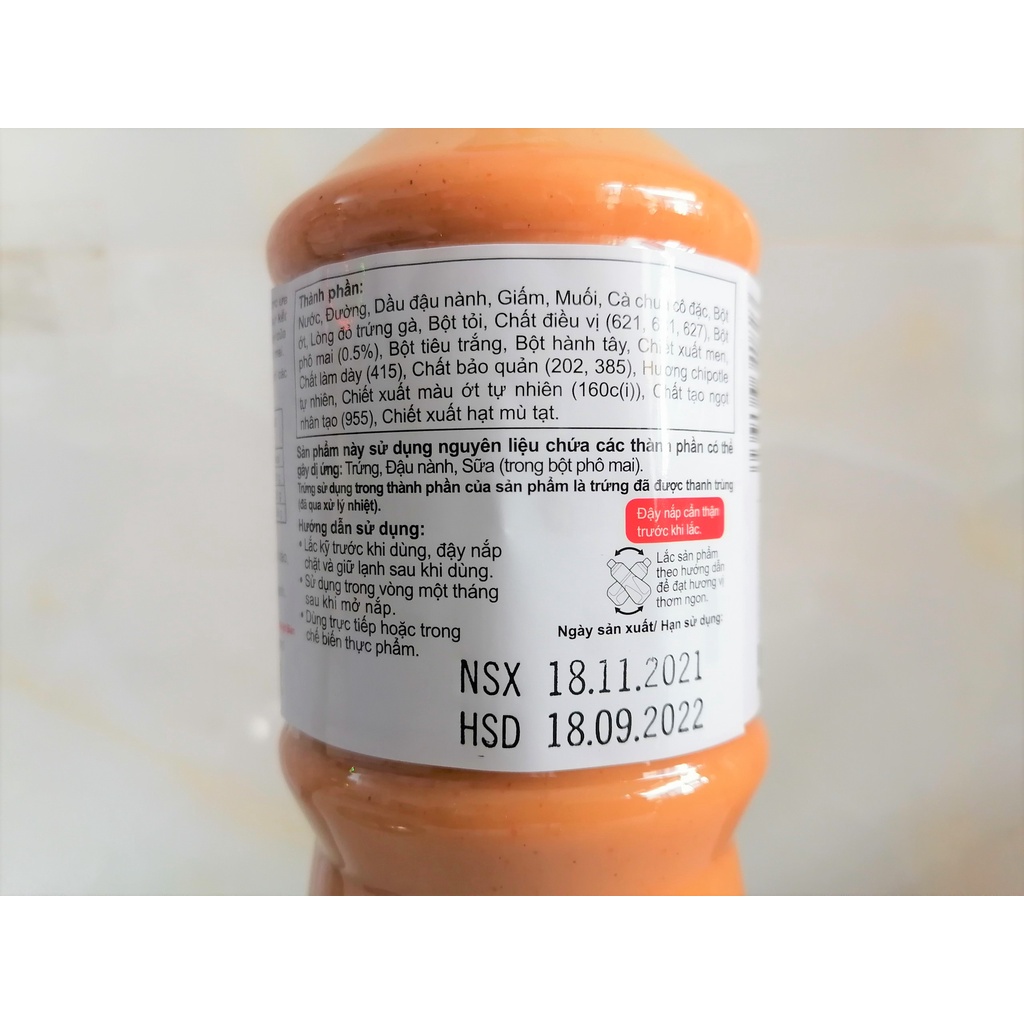 Thành phần:
Nước, Đường, Dầu đậu nành, Giấm, Muối, Cà chua cô đặc, Bột
ớt, Lòng đỏ trứng gà, Bột tỏi, Chất điều vị (621, 627), Bột
phô mai (0.5%), Bột tiêu trắng, Bột hành tây, Chiết xuất men,
Chất làm dày (415), Chất bảo quản (202, 385), Hương chipotle
tự nhiên, Chiết xuất màu ớt tự nhiên (160c(i)), Chất tạo ngọt
nhân tạo (955), Chiết xuất hạt mù tạt.
Sản phẩm này sử dụng nguyên liệu chứa các thành phần có thể
gây dị ứng: Trứng, Đậu nành, Sữa (trong bột phô mai).
Trứng sử dụng trong thành phần của sản phẩm là trứng đã được thanh trùng
(đã qua xử lý nhiệt).
Hướng dẫn sử dụng:
• Lắc kỹ trước khi dùng, đậy nắp
chặt và giữ lạnh sau khi dùng.
• Sử dụng trong vòng một tháng
sau khi mở nắp.
• Dùng trực tiếp hoặc trong
chế biến thực phẩm.
Đậy nắp cẩn thận
trước khi lắc.
Lắc sản phẩm
theo hướng dẫn
để đạt hương vị
thơm ngon.
Ngày sản xuất/ Hạn sử dụng:
NSX 18.11.2021
HSD 18.09.2022